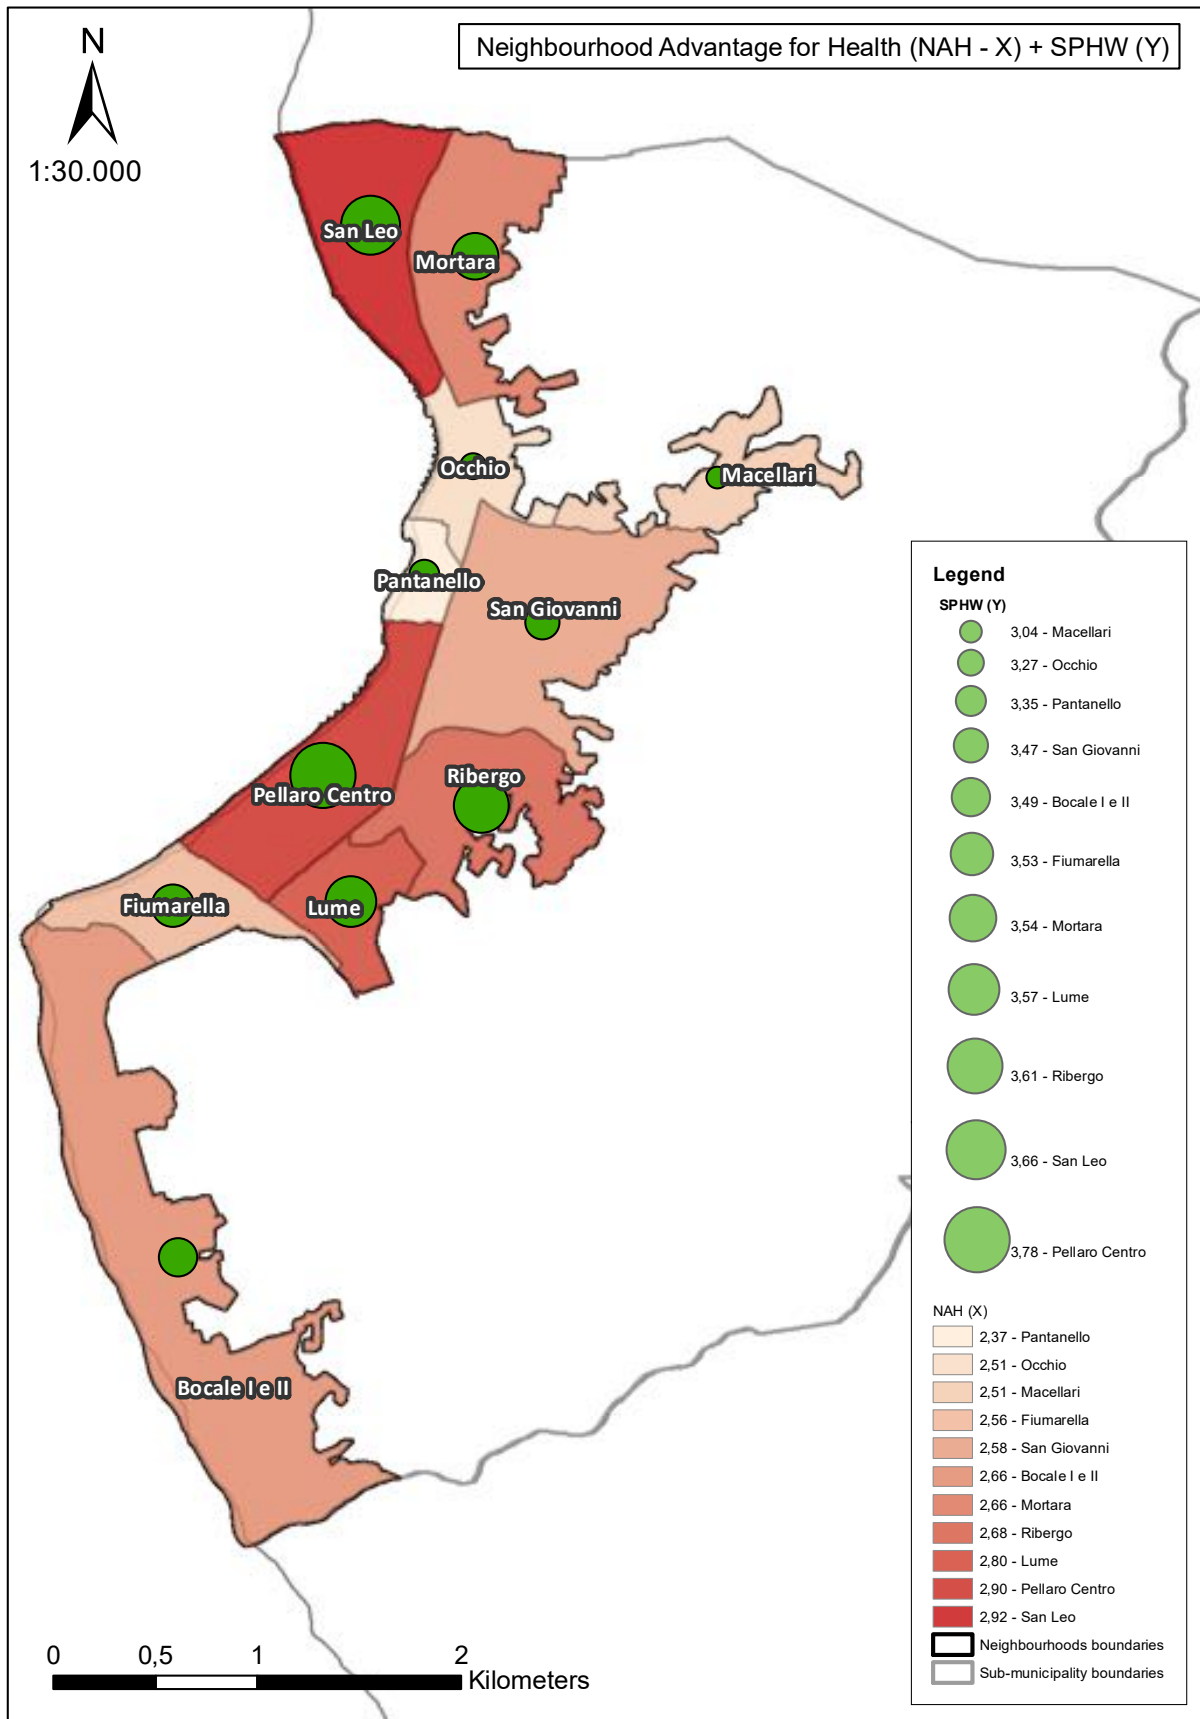 Neighbourhood Advantage for Health (NAH - X) + SPHW (Y)
N
1:30.000
San Leo
Mortara
Occhio
Macellari
Pantanello
San Giovanni
Ribergo
Pellaro Centro
Fiumarella
Lume
Bocale I e II
Legend
SPHW (Y)
3,04 - Macellari
3,27 - Occhio
3,35 - Pantanello
3,47 - San Giovanni
3,49 - Bocale I e II
3,53 - Fiumarella
3,54 - Mortara
3,57 - Lume
3,61 - Ribergo
3,66 - San Leo
3,78 - Pellaro Centro
NAH (X)
2,37 - Pantanello
2,51 - Occhio
2,51 - Macellari
2,56 - Fiumarella
2,58 - San Giovanni
2,66 - Bocale I e II
2,66 - Mortara
2,68 - Ribergo
2,80 - Lume
2,90 - Pellaro Centro
2,92 - San Leo
Neighbourhoods boundaries
Sub-municipality boundaries
0 0,5 1 2
Kilometers